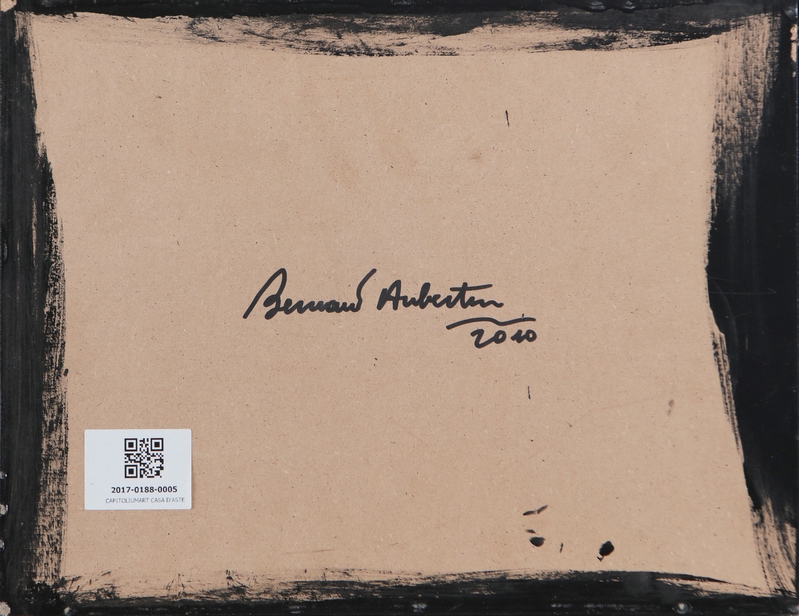 Bernard Aubertin
2010
2017-0188-0005
CAPITOLIUMART CASA D'ASTE